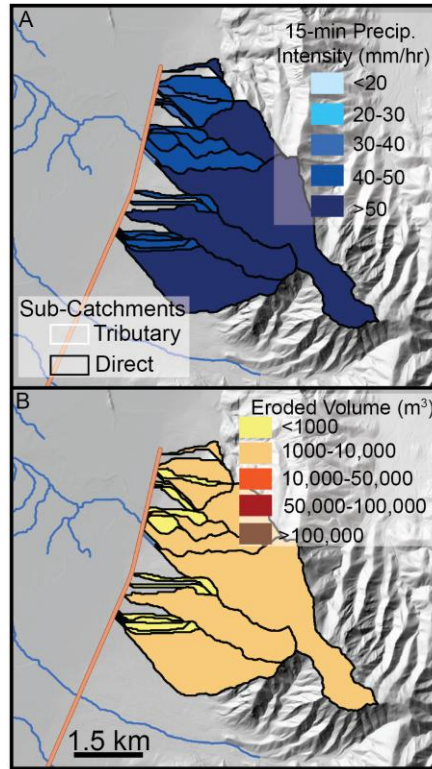 A
15-min Precip.
Intensity (mm/hr)
<20
20-30
30-40
40-50
>50
Sub-Catchments
Tributary
Direct
B
Eroded Volume (m³)
<1000
1000-10,000
10,000-50,000
50,000-100,000
>100,000
1.5 km